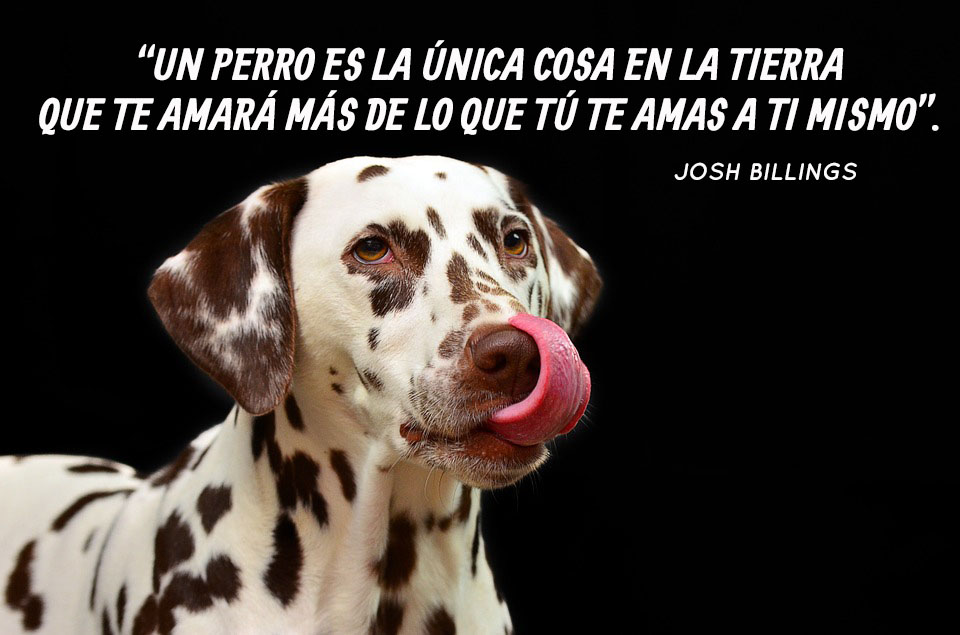 “UN PERRO ES LA ÚNICA COSA EN LA TIERRA
QUE TE AMARÁ MÁS DE LO QUE TÚ TE AMAS A TI MISMO”.
JOSH BILLINGS